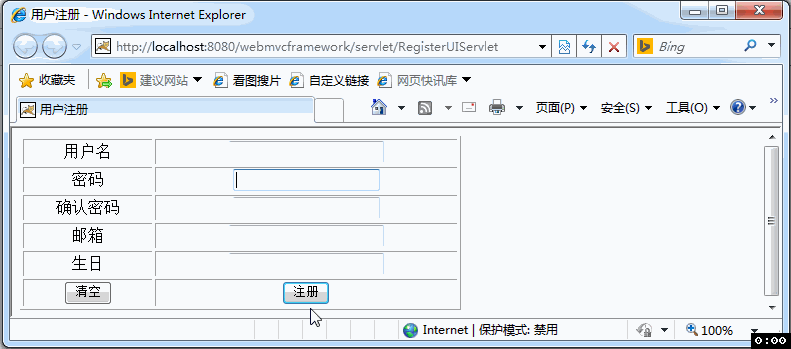 用户注册 - Windows Internet Explorer
http://localhost:8080/webmvcframework/servlet/RegisterUIServlet
Bing
收藏夹 建议网站 看图搜片 自定义链接 网页快讯库
用户注册 页面(P) 安全(S) 工具(O)
用户名
密码
确认密码
邮箱
生日
清空 注册
Internet | 保护模式: 禁用 100%
0:00